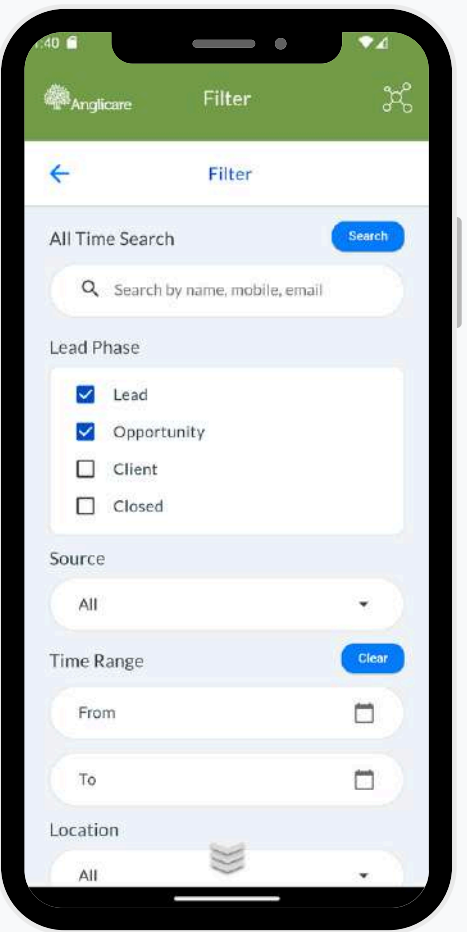 :40
Anglicare
Filter
Filter
All Time Search
Search
Search by name, mobile, email
Lead Phase
Lead
Opportunity
Client
Closed
Source
All
Time Range
Clear
From
To
Location
All